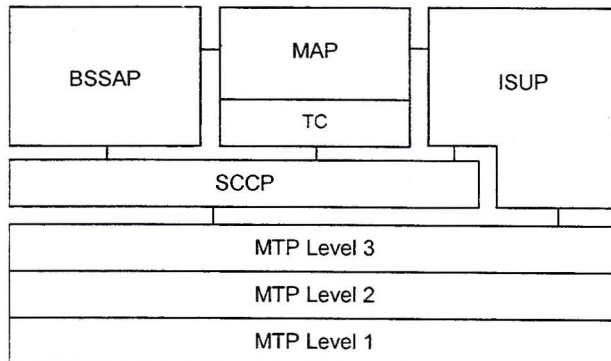 MAP
BSSAP
ISUP
TC
SCCP
MTP Level 3
MTP Level 2
MTP Level 1